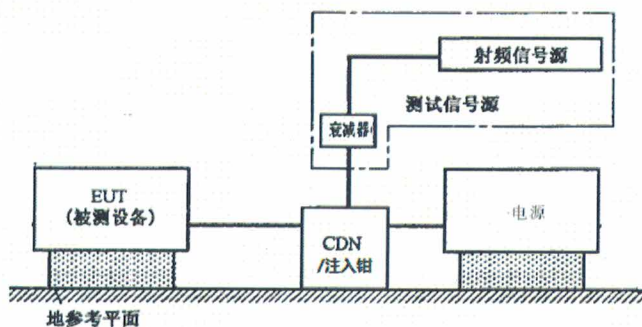 射频信号源
测试信号源
衰减器
EUT
(被测设备)
CDN
/注入钳
电源
地参考平面